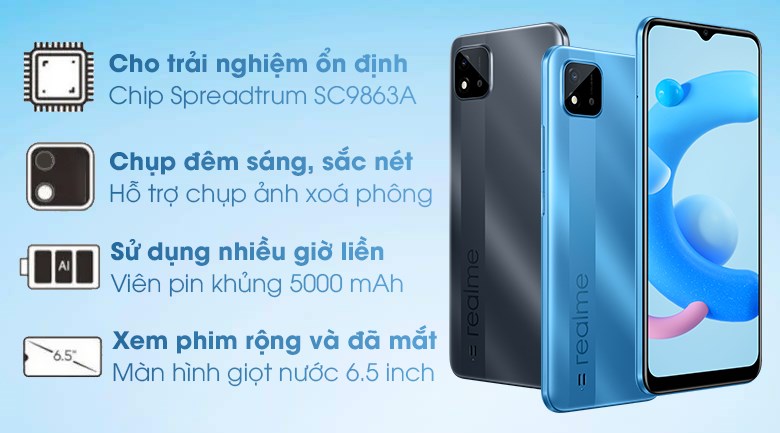 Cho trải nghiệm ổn định
Chip Spreadtrum SC9863A
Chụp đêm sáng, sắc nét
Hỗ trợ chụp ảnh xoá phông
AI
Sử dụng nhiều giờ liền
Viên pin khủng 5000 mAh
6.5"
Xem phim rộng và đã mắt
Màn hình giọt nước 6.5 inch
realme
realme